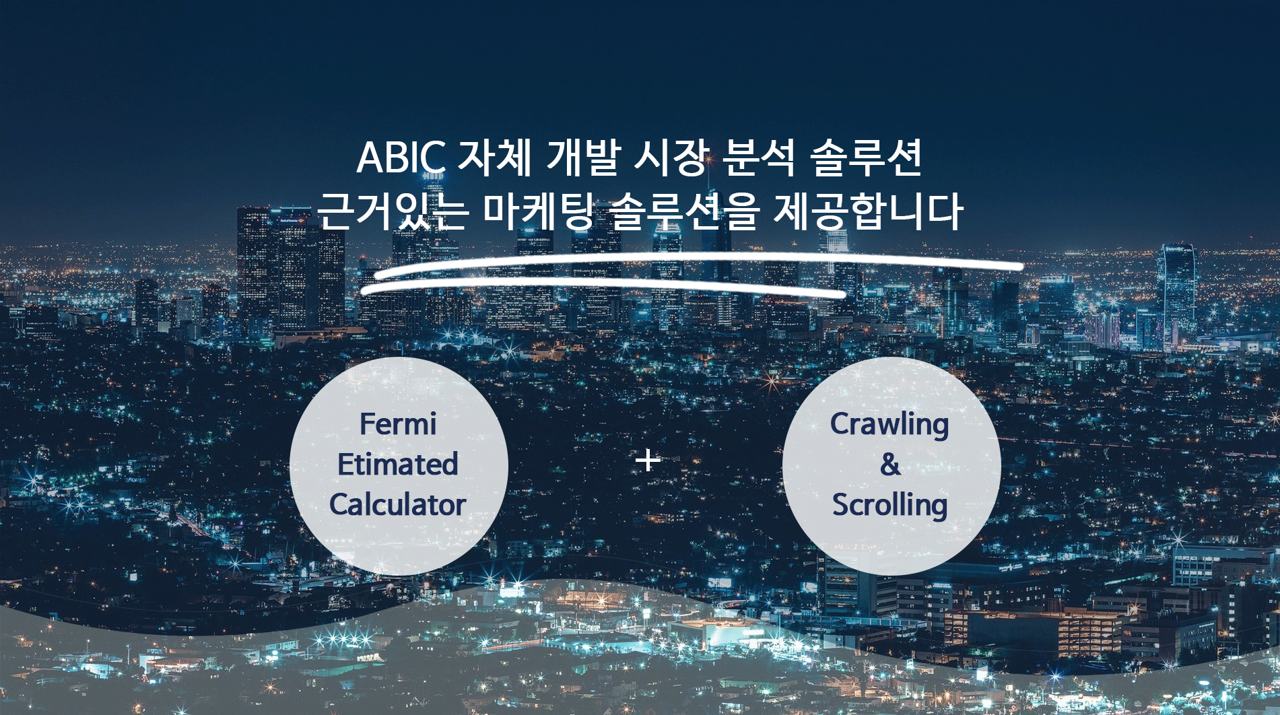 ABIC 자체 개발 시장 분석 솔루션
근거있는 마케팅 솔루션을 제공합니다
Fermi
Etimated
Calculator
+
Crawling
&
Scrolling